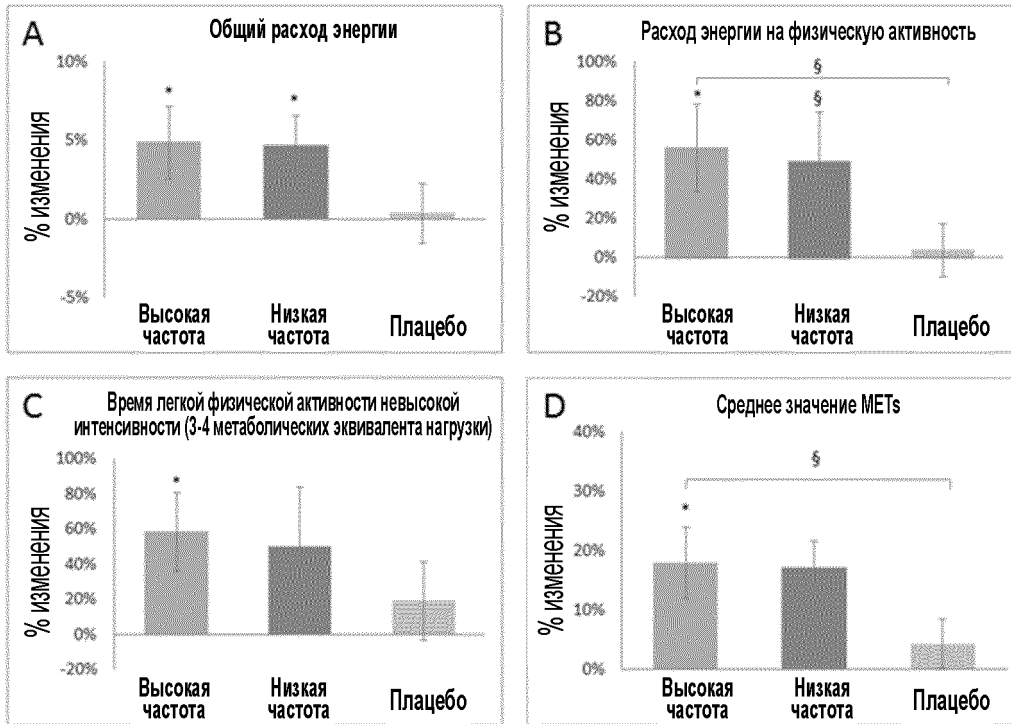 A
Общий расход энергии
10%
*
*
5%
0%
-5%
% изменения
Высокая частота
Низкая частота
Плацебо
B
Расход энергии на физическую активность
100%
§
80%
*
§
60%
40%
20%
0%
-20%
% изменения
Высокая частота
Низкая частота
Плацебо
C
Время легкой физической активности невысокой
интенсивности (3-4 метаболических эквивалента нагрузки)
100%
*
80%
60%
40%
20%
0%
-20%
% изменения
Высокая частота
Низкая частота
Плацебо
D
Среднее значение METs
40%
§
30%
*
20%
10%
0%
% изменения
Высокая частота
Низкая частота
Плацебо